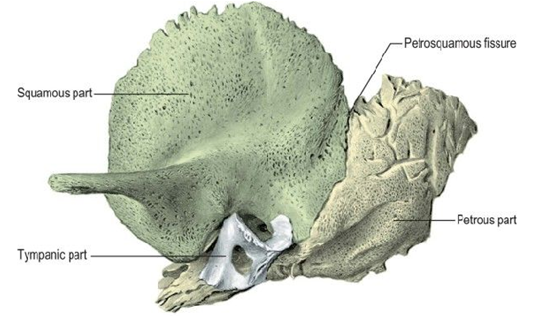 Petrosquamous fissure
Squamous part
Petrous part
Tympanic part